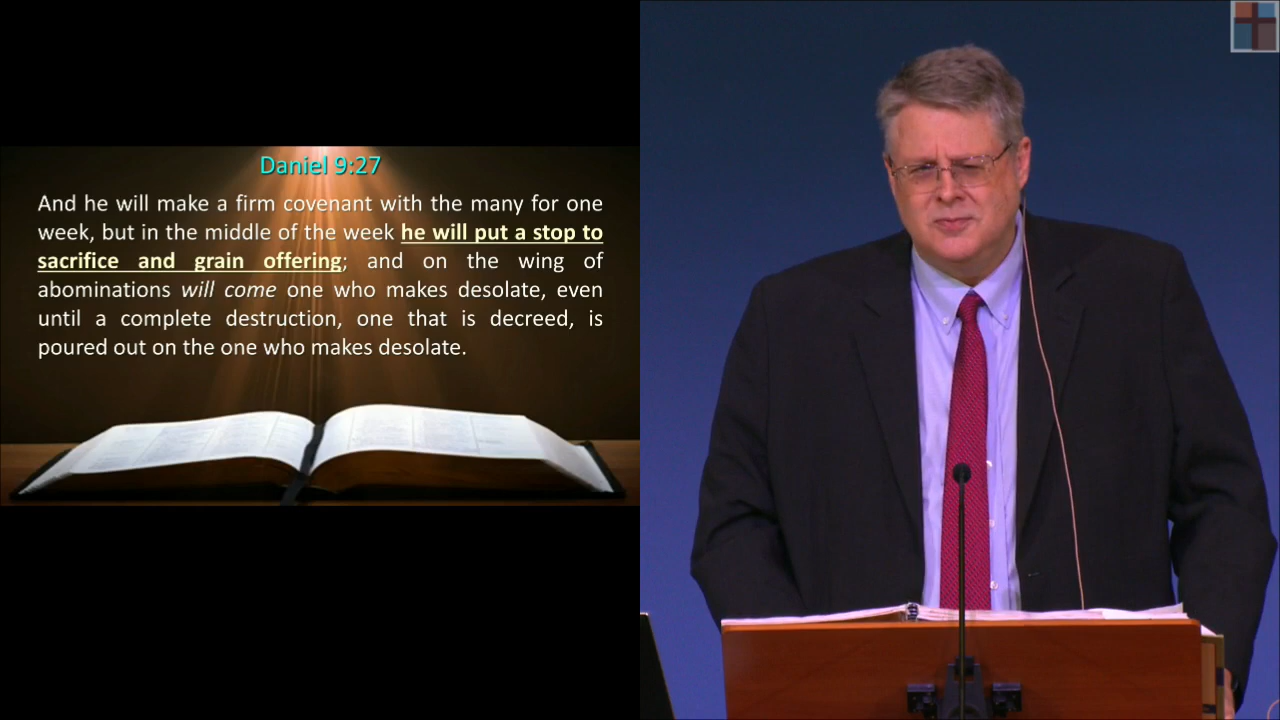 Daniel 9:27
And he will make a firm covenant with the many for one
week, but in the middle of the week he will put a stop to
sacrifice and grain offering; and on the wing of
abominations will come one who makes desolate, even
until a complete destruction, one that is decreed, is
poured out on the one who makes desolate.